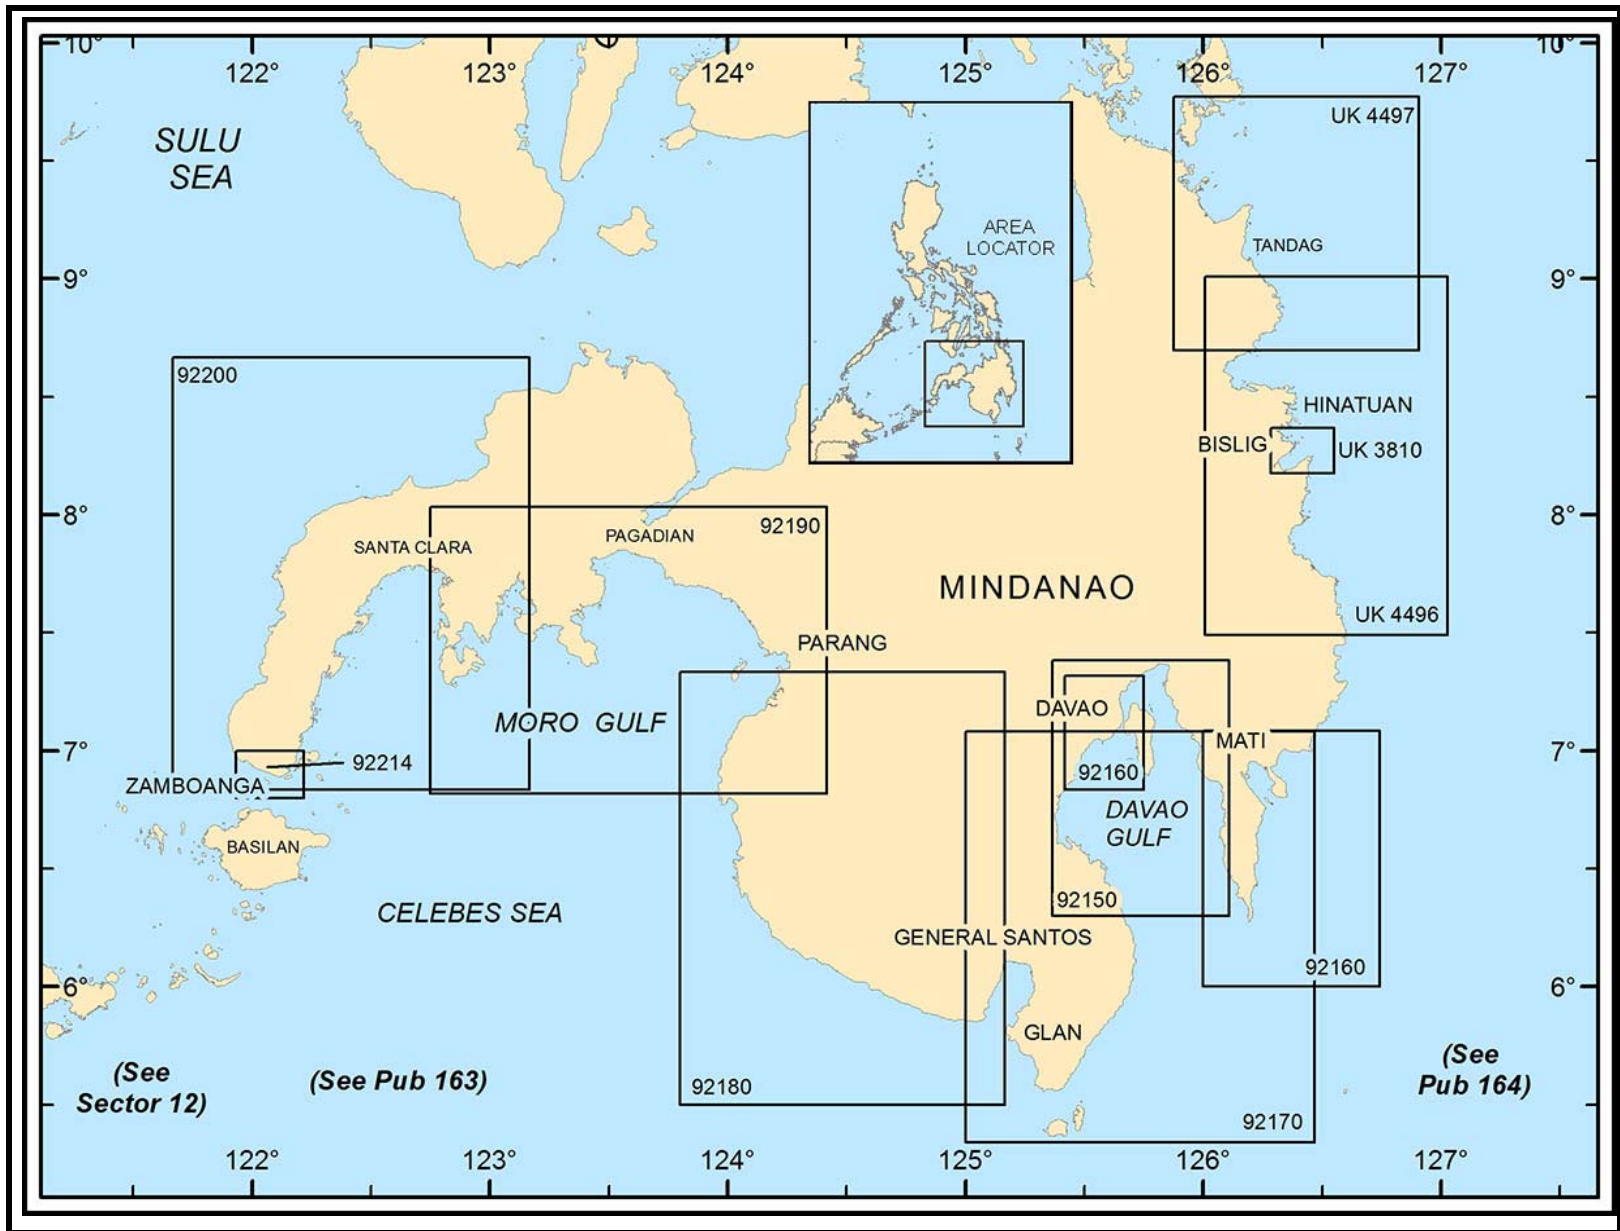 10°
10°
122°
123°
124°
125°
126°
127°
SULU
SEA
UK 4497
AREA
LOCATOR
TANDAG
9°
9°
92200
HINATUAN
BISLIG
UK 3810
8°
8°
92190
SANTA CLARA
PAGADIAN
MINDANAO
UK 4496
PARANG
MORO GULF
DAVAO
MATI
7°
7°
92214
92160
ZAMBOANGA
DAVAO
GULF
BASILAN
92150
CELEBES SEA
GENERAL SANTOS
92160
6°
6°
GLAN
(See
Sector 12)
(See Pub 163)
(See
Pub 164)
92180
92170
122°
123°
124°
125°
126°
127°